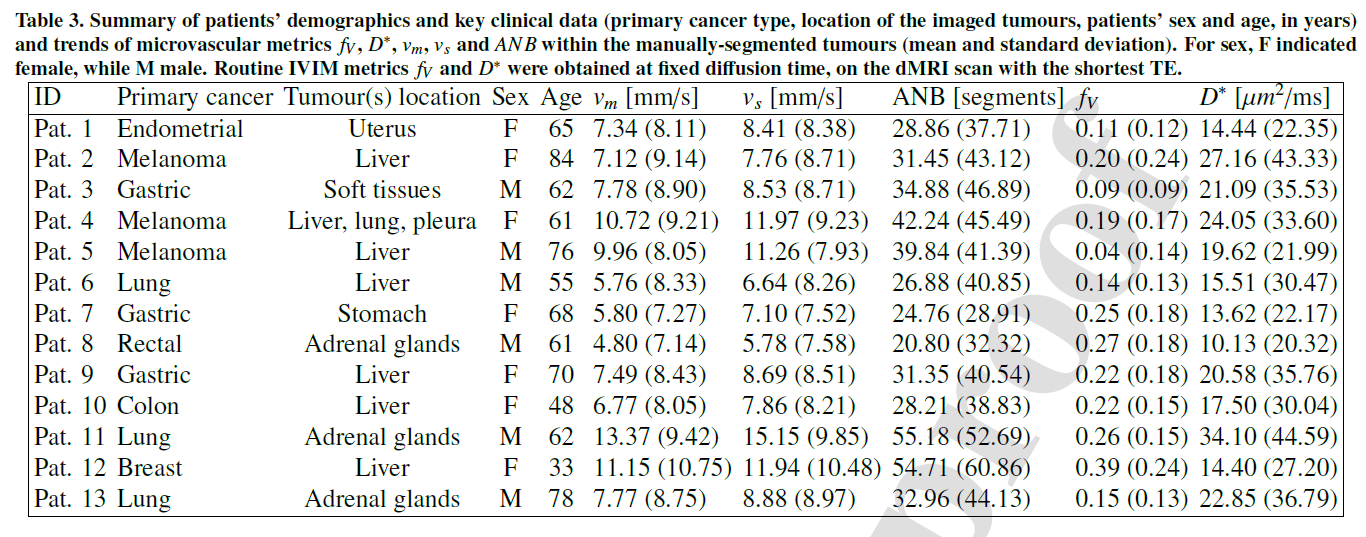 Table 3. Summary of patients’ demographics and key clinical data (primary cancer type, location of the imaged tumours, patients’ sex and age, in years)
and trends of microvascular metrics fV, D*, vm, vs and ANB within the manually-segmented tumours (mean and standard deviation). For sex, F indicated
female, while M male. Routine IVIM metrics fV and D* were obtained at fixed diffusion time, on the dMRI scan with the shortest TE.
ID Primary cancer Tumour(s) location Sex Age vm [mm/s] vs [mm/s] ANB [segments] fV D* [μm²/ms]
Pat. 1 Endometrial Uterus F 65 7.34 (8.11) 8.41 (8.38) 28.86 (37.71) 0.11 (0.12) 14.44 (22.35)
Pat. 2 Melanoma Liver F 84 7.12 (9.14) 7.76 (8.71) 31.45 (43.12) 0.20 (0.24) 27.16 (43.33)
Pat. 3 Gastric Soft tissues M 62 7.78 (8.90) 8.53 (8.71) 34.88 (46.89) 0.09 (0.09) 21.09 (35.53)
Pat. 4 Melanoma Liver, lung, pleura F 61 10.72 (9.21) 11.97 (9.23) 42.24 (45.49) 0.19 (0.17) 24.05 (33.60)
Pat. 5 Melanoma Liver M 76 9.96 (8.05) 11.26 (7.93) 39.84 (41.39) 0.04 (0.14) 19.62 (21.99)
Pat. 6 Lung Liver M 55 5.76 (8.33) 6.64 (8.26) 26.88 (40.85) 0.14 (0.13) 15.51 (30.47)
Pat. 7 Gastric Stomach F 68 5.80 (7.27) 7.10 (7.52) 24.76 (28.91) 0.25 (0.18) 13.62 (22.17)
Pat. 8 Rectal Adrenal glands M 61 4.80 (7.14) 5.78 (7.58) 20.80 (32.32) 0.27 (0.18) 10.13 (20.32)
Pat. 9 Gastric Liver F 70 7.49 (8.43) 8.69 (8.51) 31.35 (40.54) 0.22 (0.18) 20.58 (35.76)
Pat. 10 Colon Liver F 48 6.77 (8.05) 7.86 (8.21) 28.21 (38.83) 0.22 (0.15) 17.50 (30.04)
Pat. 11 Lung Adrenal glands M 62 13.37 (9.42) 15.15 (9.85) 55.18 (52.69) 0.26 (0.15) 34.10 (44.59)
Pat. 12 Breast Liver F 33 11.15 (10.75) 11.94 (10.48) 54.71 (60.86) 0.39 (0.24) 14.40 (27.20)
Pat. 13 Lung Adrenal glands M 78 7.77 (8.75) 8.88 (8.97) 32.96 (44.13) 0.15 (0.13) 22.85 (36.79)
proof